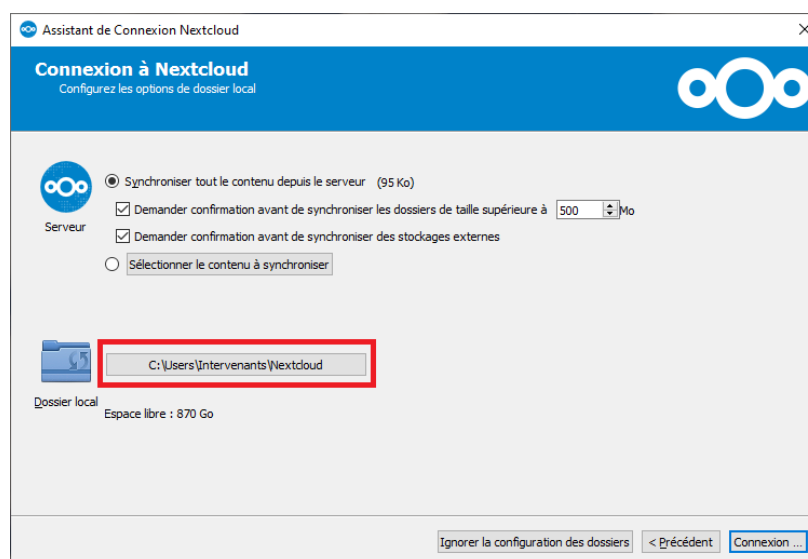 Assistant de Connexion Nextcloud
Connexion à Nextcloud
Configurez les options de dossier local
Serveur
Synchroniser tout le contenu depuis le serveur (95 Ko)
Demander confirmation avant de synchroniser les dossiers de taille supérieure à 500 Mo
Demander confirmation avant de synchroniser des stockages externes
Sélectionner le contenu à synchroniser
C:\Users\Intervenants\Nextcloud
Dossier local
Espace libre : 870 Go
Ignorer la configuration des dossiers
< Précédent
Connexion ...